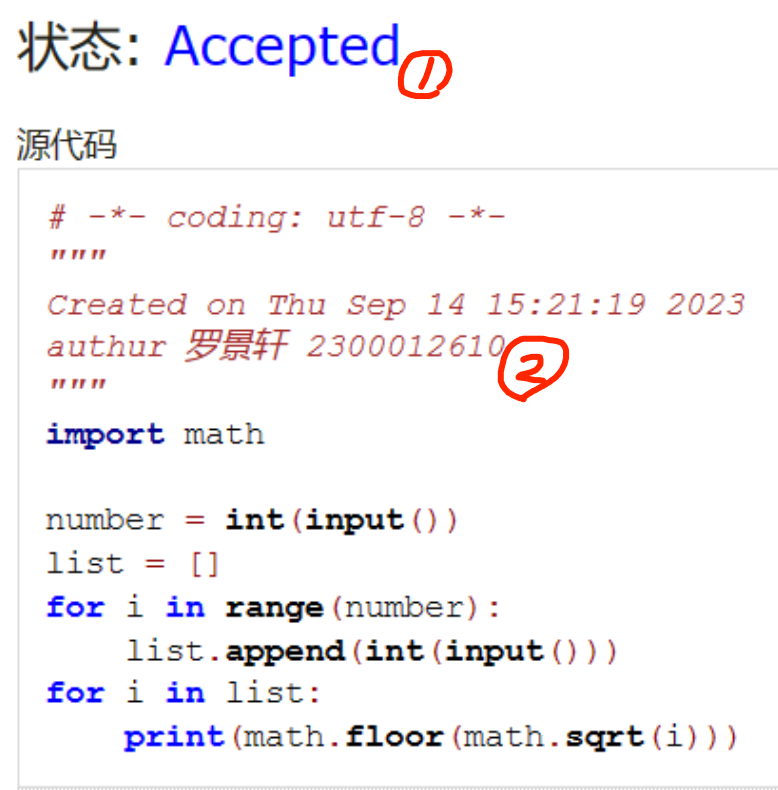 状态: Accepted ①
源代码
# -*- coding: utf-8 -*-
"""
Created on Thu Sep 14 15:21:19 2023
authur 罗景轩 2300012610 ②
"""
import math
number = int(input())
list = []
for i in range(number):
    list.append(int(input()))
for i in list:
    print(math.floor(math.sqrt(i)))